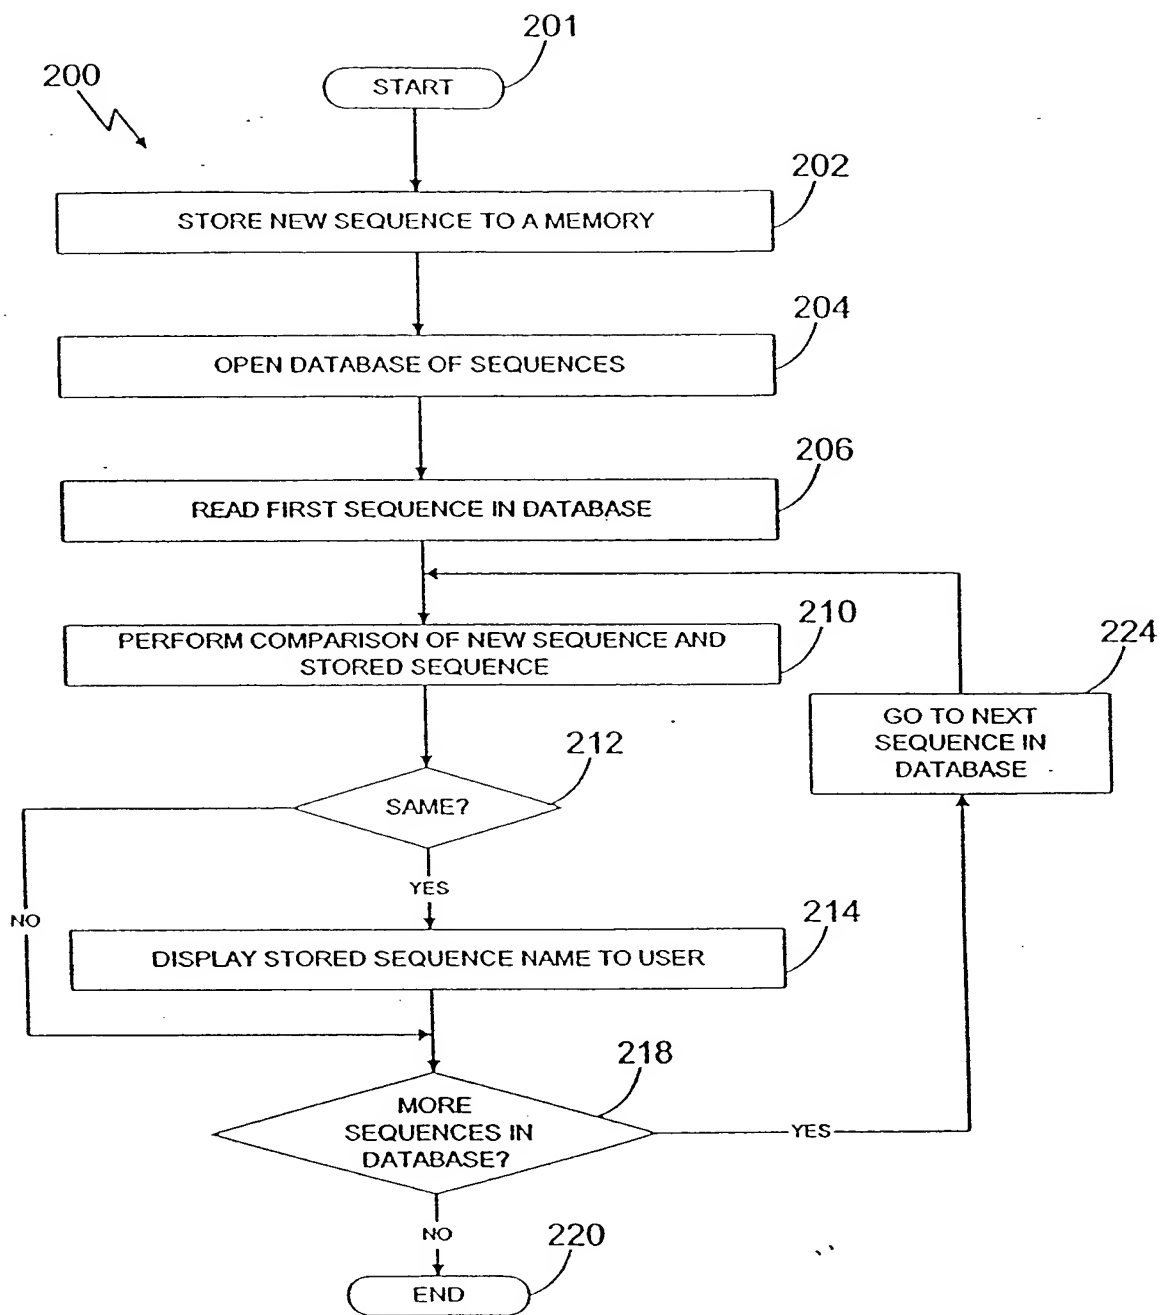 201
200
START
202
STORE NEW SEQUENCE TO A MEMORY
204
OPEN DATABASE OF SEQUENCES
206
READ FIRST SEQUENCE IN DATABASE
210
PERFORM COMPARISON OF NEW SEQUENCE AND
STORED SEQUENCE
224
GO TO NEXT
SEQUENCE IN
DATABASE
212
SAME?
YES
NO
214
DISPLAY STORED SEQUENCE NAME TO USER
218
MORE
SEQUENCES IN
DATABASE?
YES
NO
220
END